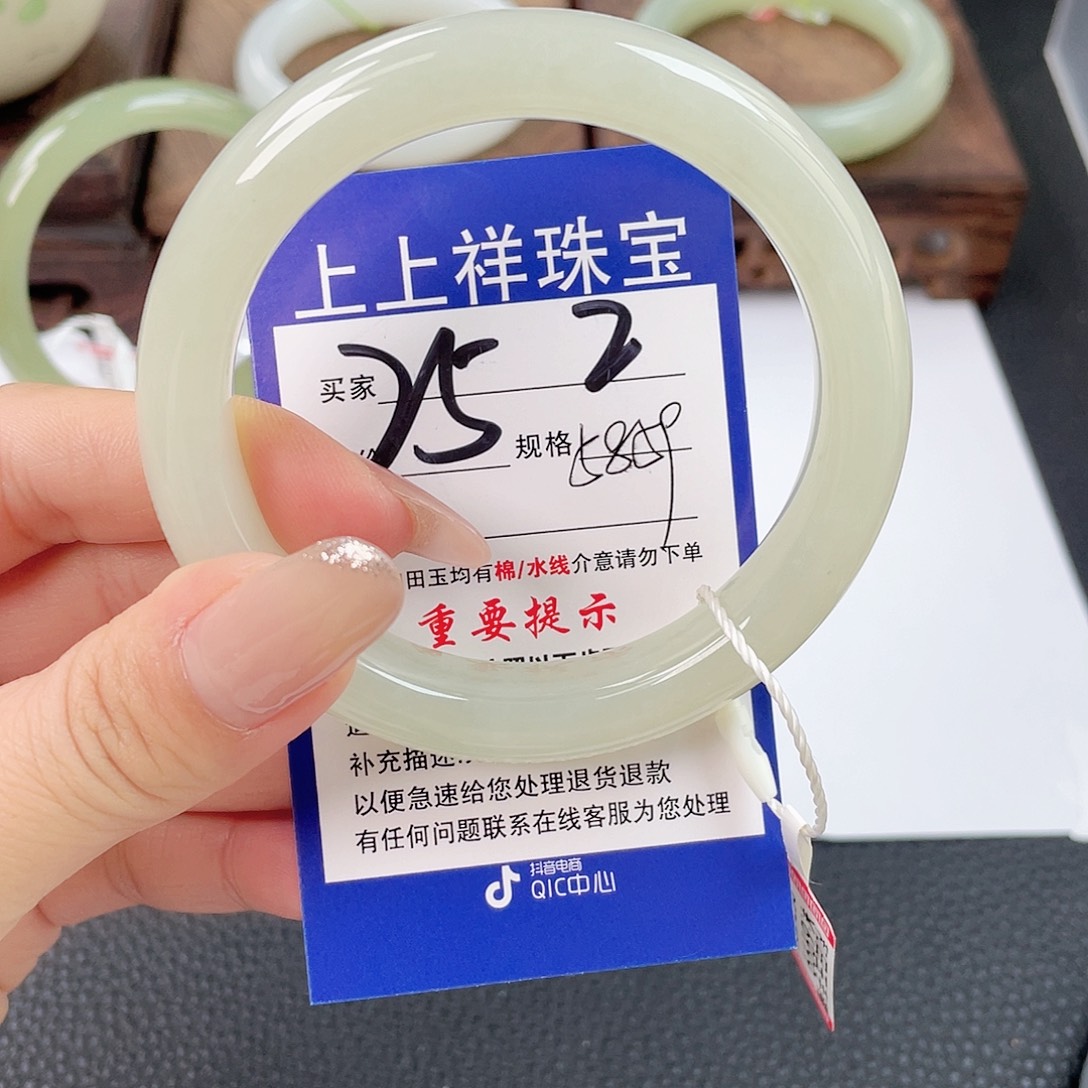 上上祥珠宝
买家 25 2
规格 5859
田玉均有棉/水线介意请勿下单
重要提示
补充描述
以便急速给您处理退货退款
有任何问题联系在线客服为您处理
抖音电商
QIC中心